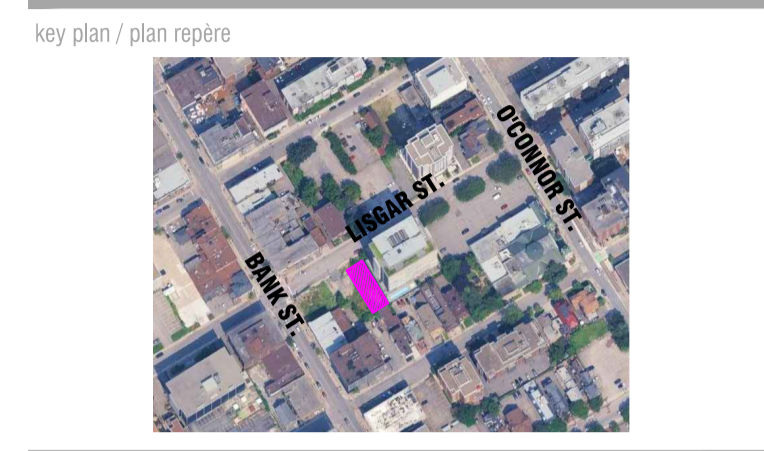 key plan / plan repère
O'CONNOR ST.
LISGAR ST.
BANK ST.